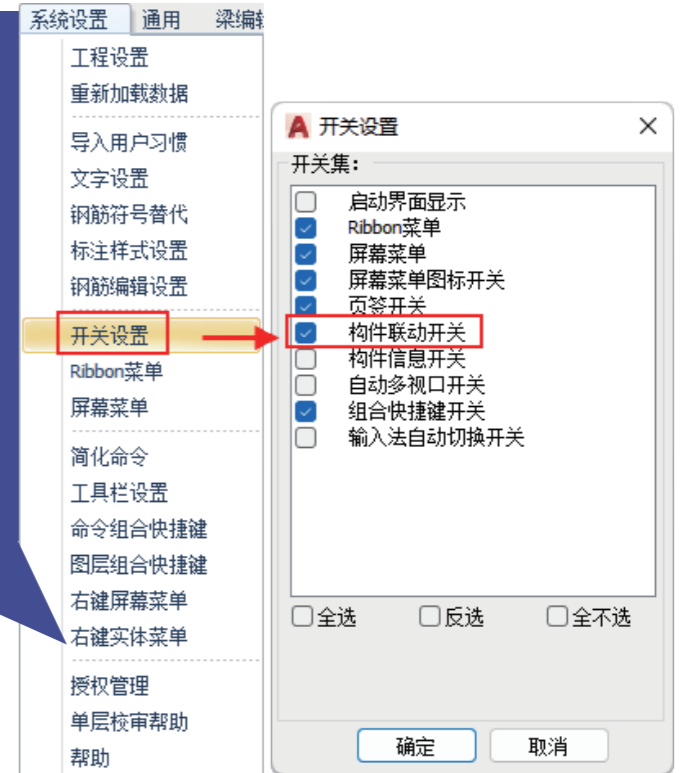 系统设置 通用 梁编辑
工程设置
重新加载数据
导入用户习惯
文字设置
钢筋符号替代
标注样式设置
钢筋编辑设置
开关设置
Ribbon菜单
屏幕菜单
简化命令
工具栏设置
命令组合快捷键
图层组合快捷键
右键屏幕菜单
右键实体菜单
授权管理
单层校审帮助
帮助
开关设置
开关集：
启动界面显示
Ribbon菜单
屏幕菜单
屏幕菜单图标开关
页签开关
构件联动开关
构件信息开关
自动多视口开关
组合快捷键开关
输入法自动切换开关
全选 反选 全不选
确定 取消